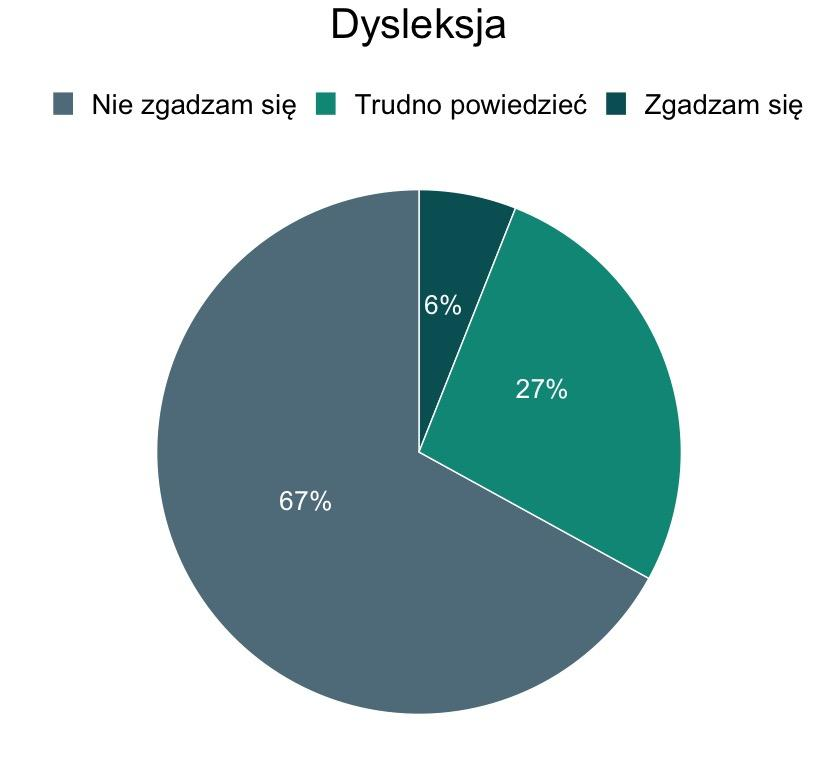 Dysleksja
Nie zgadzam się Trudno powiedzieć Zgadzam się
6%
27%
67%